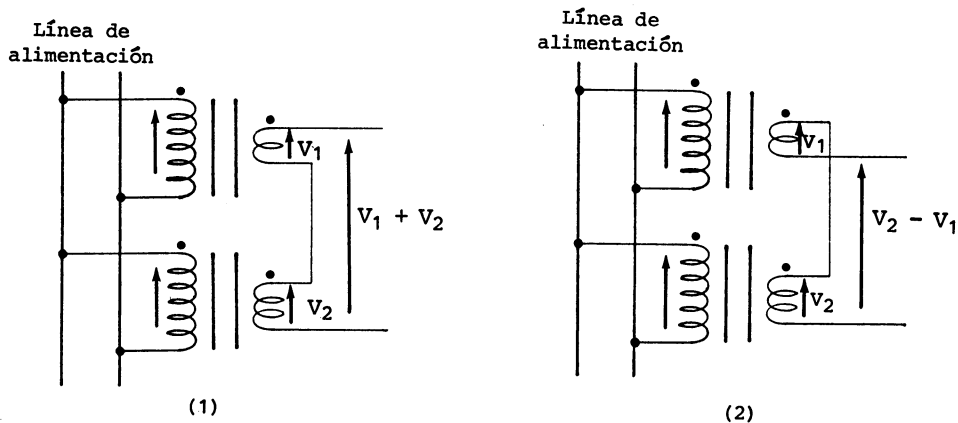 Línea de
alimentación
V₁
V₁ + V₂
V₂
(1)
Línea de
alimentación
V₁
V₂ - V₁
V₂
(2)